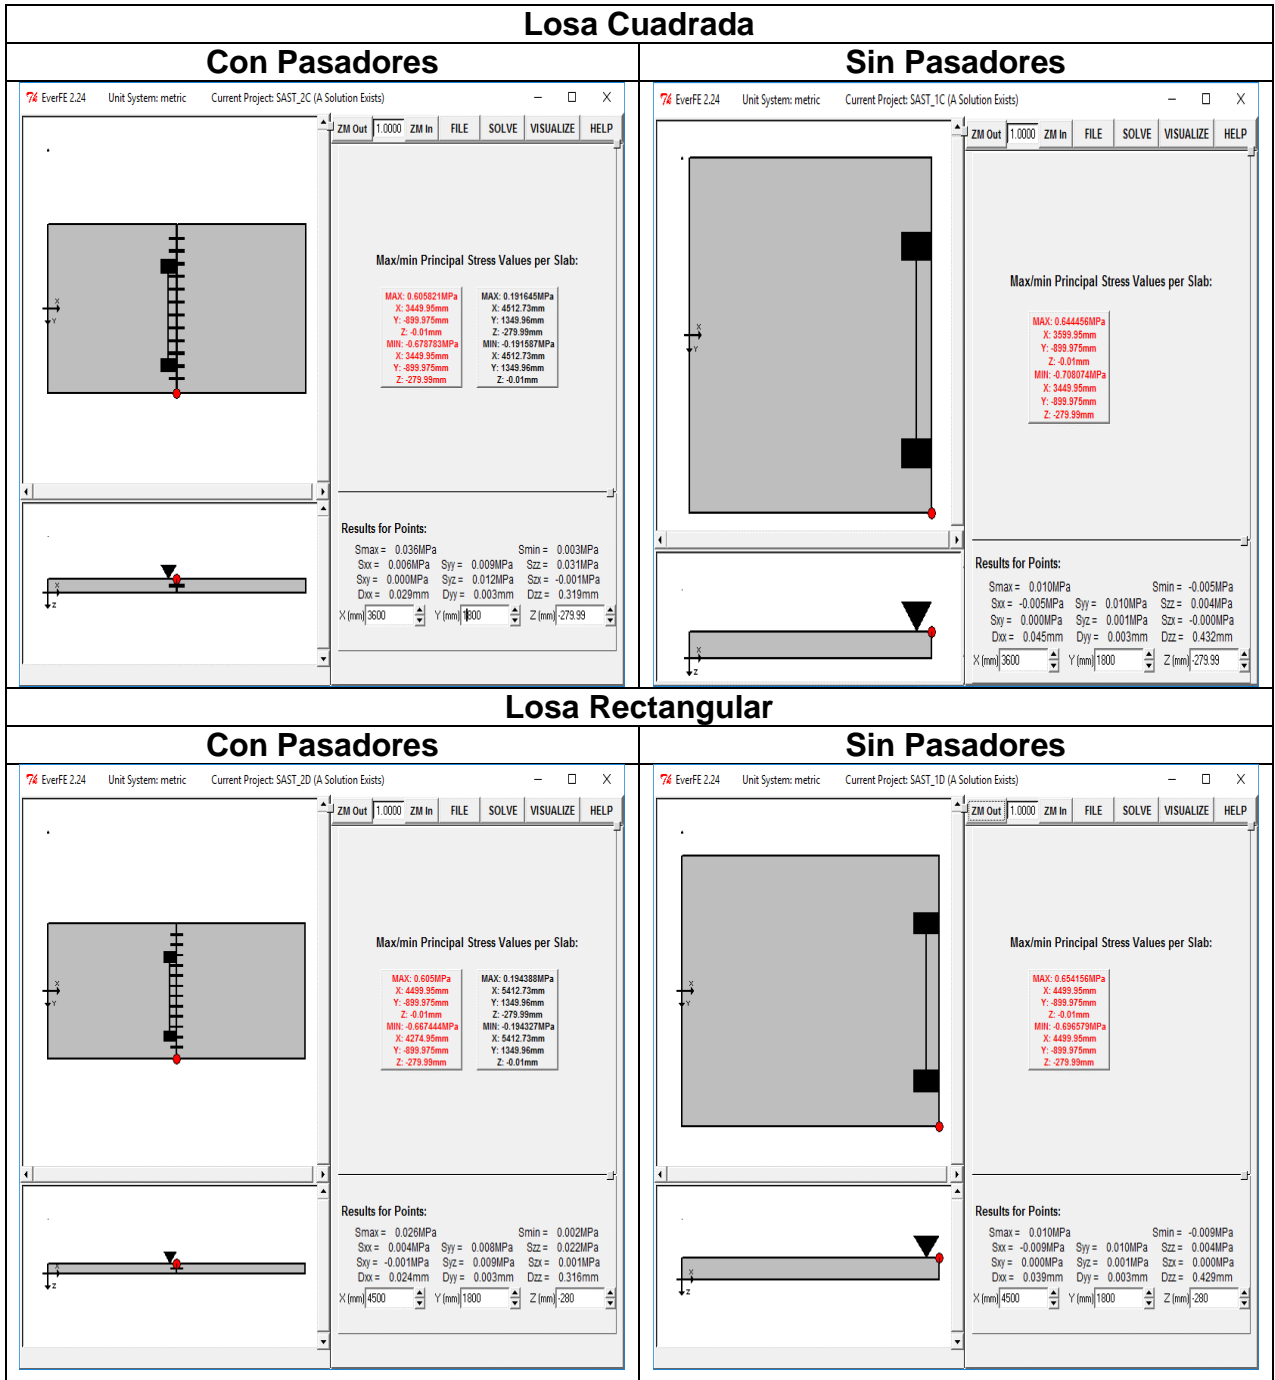 Losa Cuadrada
Con Pasadores
Sin Pasadores
EverFE 2.24 Unit System: metric Current Project: SAST_2C (A Solution Exists)
ZM Out 1.0000 ZM In FILE SOLVE VISUALIZE HELP
X
Y
Max/min Principal Stress Values per Slab:
MAX: 0.605821MPa
X: 3449.95mm
Y: -899.975mm
Z: -0.01mm
MIN: -0.678783MPa
X: 3449.95mm
Y: -899.975mm
Z: -279.99mm
MAX: 0.191645MPa
X: 4512.73mm
Y: 1349.96mm
Z: -279.99mm
MIN: -0.191587MPa
X: 4512.73mm
Y: 1349.96mm
Z: -0.01mm
X
Z
Results for Points:
Smax = 0.036MPa Smin = 0.003MPa
Sxx = 0.006MPa Syy = 0.009MPa Szz = 0.031MPa
Sxy = 0.000MPa Syz = 0.012MPa Szx = -0.001MPa
Dxx = 0.029mm Dyy = 0.003mm Dzz = 0.319mm
X (mm) 3600 Y (mm) 1800 Z (mm) -279.99
EverFE 2.24 Unit System: metric Current Project: SAST_1C (A Solution Exists)
ZM Out 1.0000 ZM In FILE SOLVE VISUALIZE HELP
X
Y
Max/min Principal Stress Values per Slab:
MAX: 0.644456MPa
X: 3599.95mm
Y: -899.975mm
Z: -0.01mm
MIN: -0.708074MPa
X: 3449.95mm
Y: -899.975mm
Z: -279.99mm
X
Z
Results for Points:
Smax = 0.010MPa Smin = -0.005MPa
Sxx = -0.005MPa Syy = 0.010MPa Szz = 0.004MPa
Sxy = 0.000MPa Syz = 0.001MPa Szx = -0.000MPa
Dxx = 0.045mm Dyy = 0.003mm Dzz = 0.432mm
X (mm) 3600 Y (mm) 1800 Z (mm) -279.99
Losa Rectangular
Con Pasadores
Sin Pasadores
EverFE 2.24 Unit System: metric Current Project: SAST_2D (A Solution Exists)
ZM Out 1.0000 ZM In FILE SOLVE VISUALIZE HELP
X
Y
Max/min Principal Stress Values per Slab:
MAX: 0.605MPa
X: 4499.95mm
Y: -899.975mm
Z: -0.01mm
MIN: -0.667444MPa
X: 4274.95mm
Y: -899.975mm
Z: -279.99mm
MAX: 0.194388MPa
X: 5412.73mm
Y: 1349.96mm
Z: -279.99mm
MIN: -0.194327MPa
X: 5412.73mm
Y: 1349.96mm
Z: -0.01mm
X
Z
Results for Points:
Smax = 0.026MPa Smin = 0.002MPa
Sxx = 0.004MPa Syy = 0.008MPa Szz = 0.022MPa
Sxy = -0.001MPa Syz = 0.009MPa Szx = 0.001MPa
Dxx = 0.024mm Dyy = 0.003mm Dzz = 0.316mm
X (mm) 4500 Y (mm) 1800 Z (mm) -280
EverFE 2.24 Unit System: metric Current Project: SAST_1D (A Solution Exists)
ZM Out 1.0000 ZM In FILE SOLVE VISUALIZE HELP
X
Y
Max/min Principal Stress Values per Slab:
MAX: 0.654156MPa
X: 4499.95mm
Y: -899.975mm
Z: -0.01mm
MIN: -0.696579MPa
X: 4499.95mm
Y: -899.975mm
Z: -279.99mm
X
Z
Results for Points:
Smax = 0.010MPa Smin = -0.009MPa
Sxx = -0.009MPa Syy = 0.010MPa Szz = 0.004MPa
Sxy = 0.000MPa Syz = 0.001MPa Szx = 0.000MPa
Dxx = 0.039mm Dyy = 0.003mm Dzz = 0.429mm
X (mm) 4500 Y (mm) 1800 Z (mm) -280